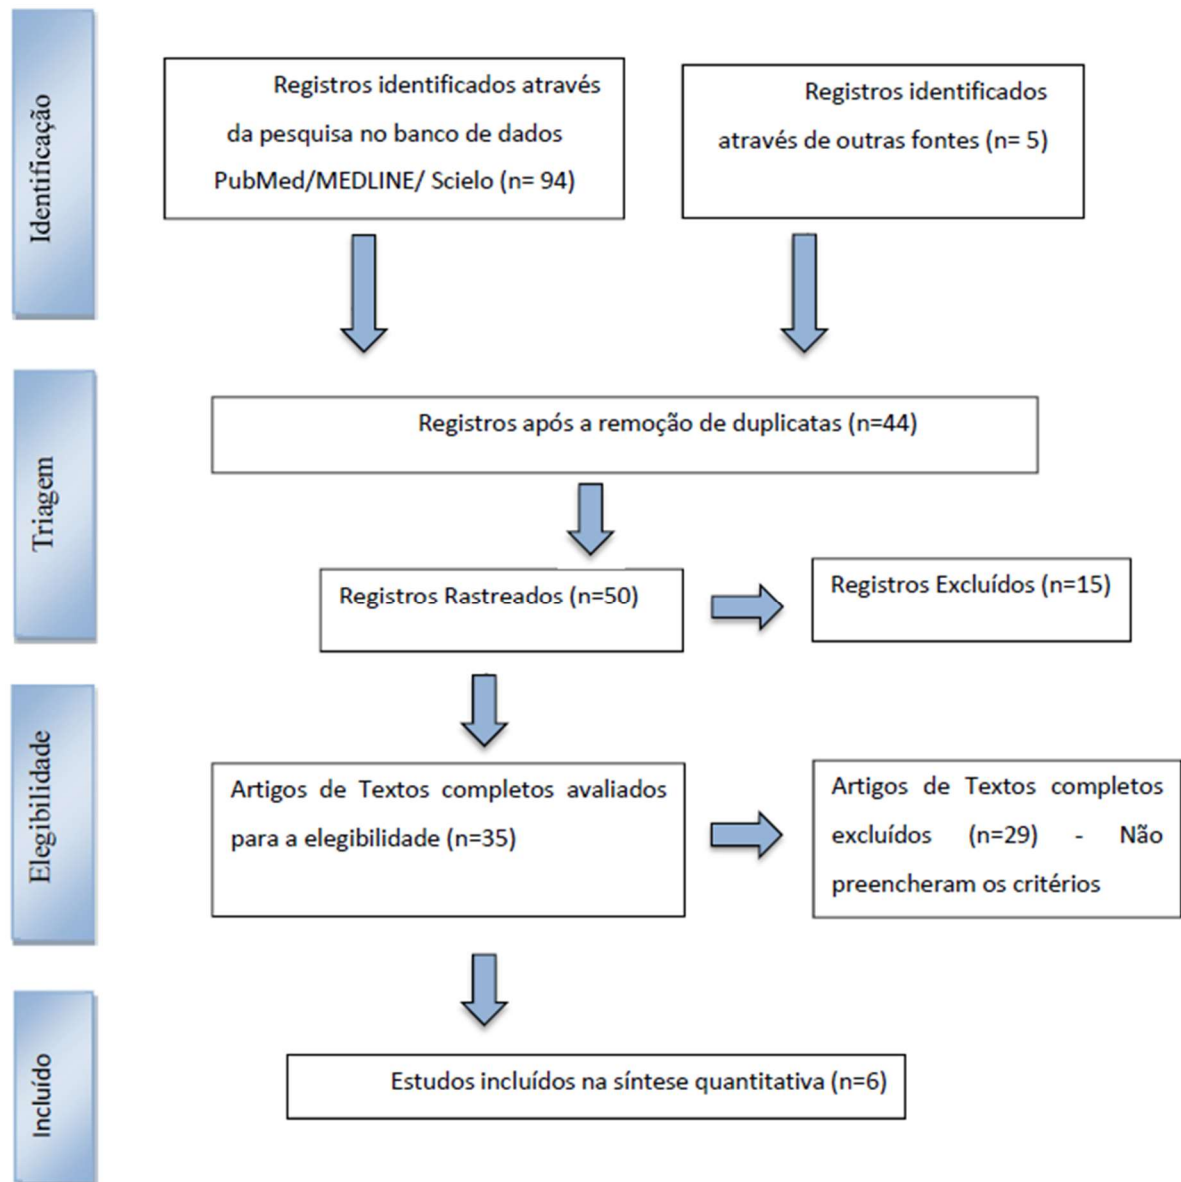 Identificação
Registros identificados através
da pesquisa no banco de dados
PubMed/MEDLINE/ Scielo (n= 94)
Registros identificados
através de outras fontes (n= 5)
Triagem
Registros após a remoção de duplicatas (n=44)
Registros Rastreados (n=50)
Registros Excluídos (n=15)
Elegibilidade
Artigos de Textos completos avaliados
para a elegibilidade (n=35)
Artigos de Textos completos
excluídos (n=29) - Não
preencheram os critérios
Incluído
Estudos incluídos na síntese quantitativa (n=6)